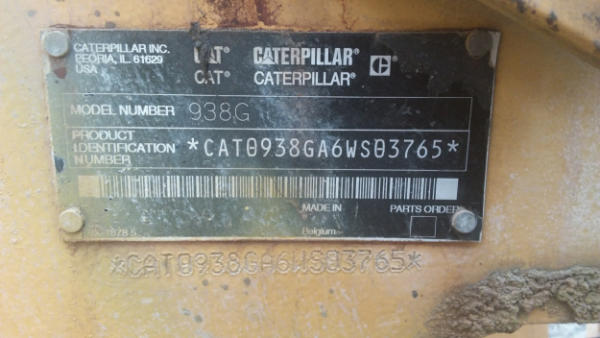 CATERPILLAR INC.
PEORIA, IL. 61629
USA
CAT® CATERPILLAR® C
CAT® CATERPILLAR®
MODEL NUMBER 938G
PRODUCT
IDENTIFICATION
NUMBER
*CAT0938GA6WS03765*
MADE IN
PARTS ORDER
Belgium
*CAT0938GA6WS03765*